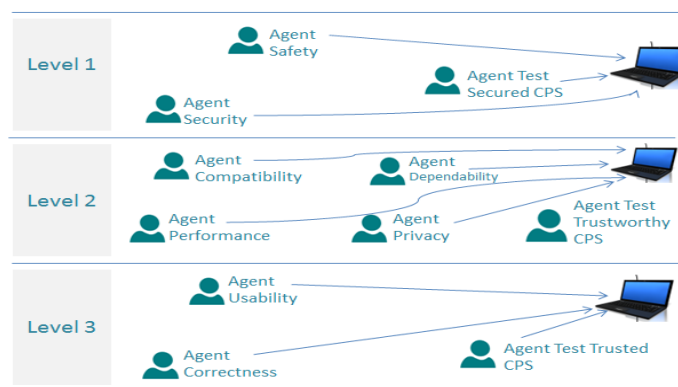 Level 1
Agent
Safety
Agent Test
Secured CPS
Agent
Security
Level 2
Agent
Compatibility
Agent
Dependability
Agent
Performance
Agent
Privacy
Agent Test
Trustworthy
CPS
Level 3
Agent
Usability
Agent
Correctness
Agent Test Trusted
CPS